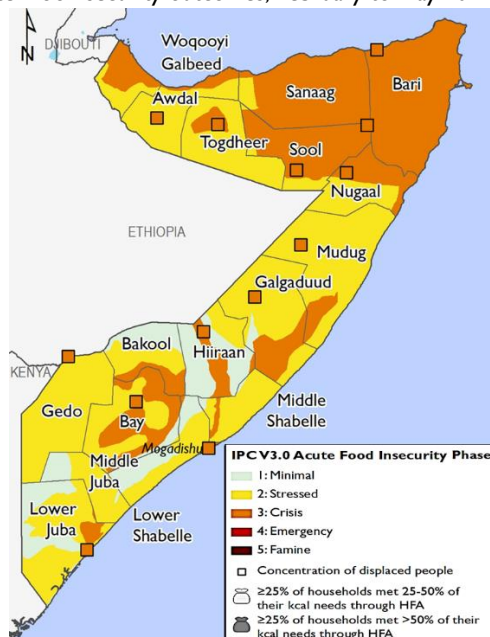 N
DJIBOUTI
Woqooyi
Galbeed
Awdal
Togdheer
Sanaag
Bari
Sool
Nugaal
ETHIOPIA
Mudug
Galgaduud
Bakool
Hiiraan
KENYA
Gedo
Bay
Middle
Shabelle
Mogadishu
Middle
Juba
Lower
Juba
Lower
Shabelle
IPC V3.0 Acute Food Insecurity Phase
1: Minimal
2: Stressed
3: Crisis
4: Emergency
5: Famine
Concentration of displaced people
≥25% of households met 25-50% of
their kcal needs through HFA
≥25% of households met >50% of
their kcal needs through HFA